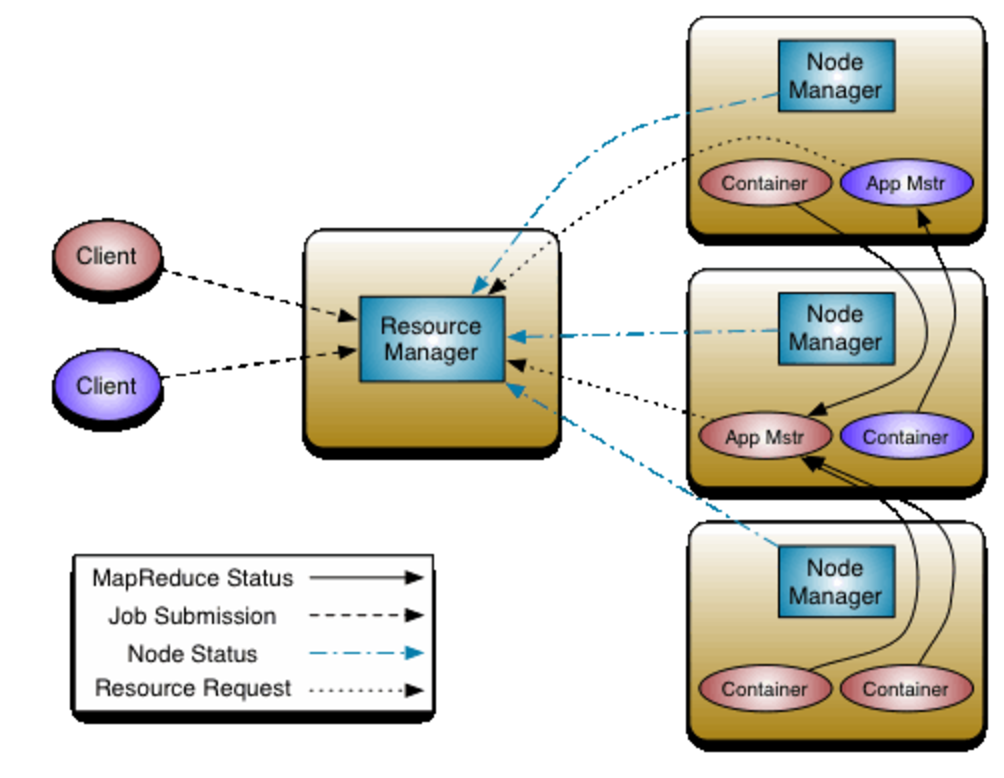 Node
Manager
Container
App Mstr
Client
Client
Resource
Manager
Node
Manager
App Mstr
Container
Node
Manager
Container
Container
MapReduce Status
Job Submission
Node Status
Resource Request